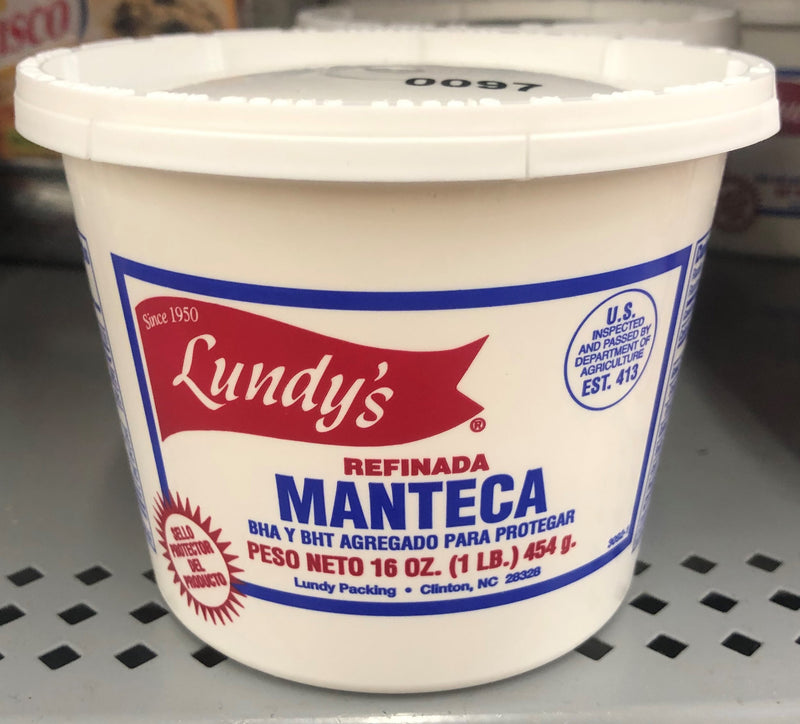 ISCO
0097
Since 1950
Lundy's
®
U.S.
INSPECTED
AND PASSED BY
DEPARTMENT OF
AGRICULTURE
EST. 413
REFINADA
MANTECA
BHA Y BHT AGREGADO PARA PROTEGAR
PESO NETO 16 OZ. (1 LB.) 454 g.
Lundy Packing • Clinton, NC 28328
SELLO
PROTECTOR
DEL
PRODUCTO